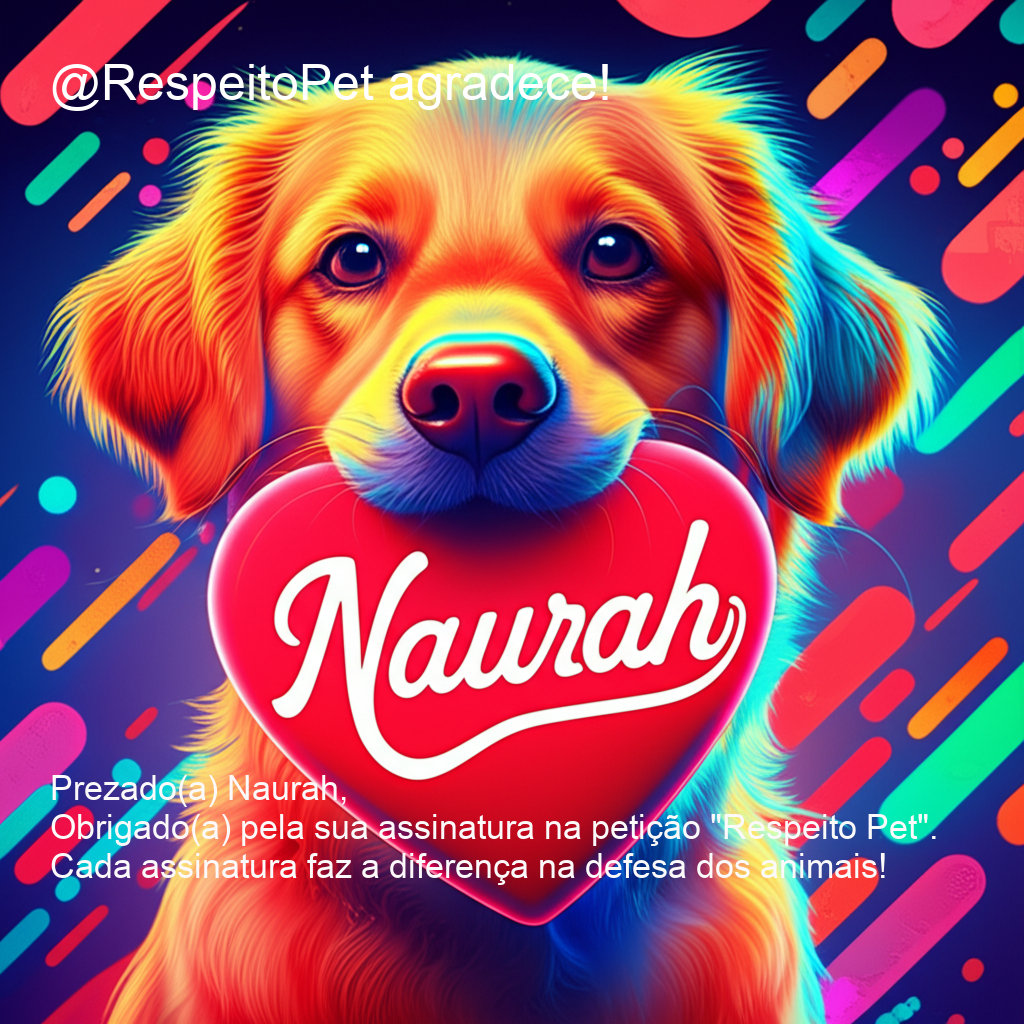 @RespeitoPet agradece!
Naurah
Prezado(a) Naurah,
Obrigado(a) pela sua assinatura na petição "Respeito Pet".
Cada assinatura faz a diferença na defesa dos animais!